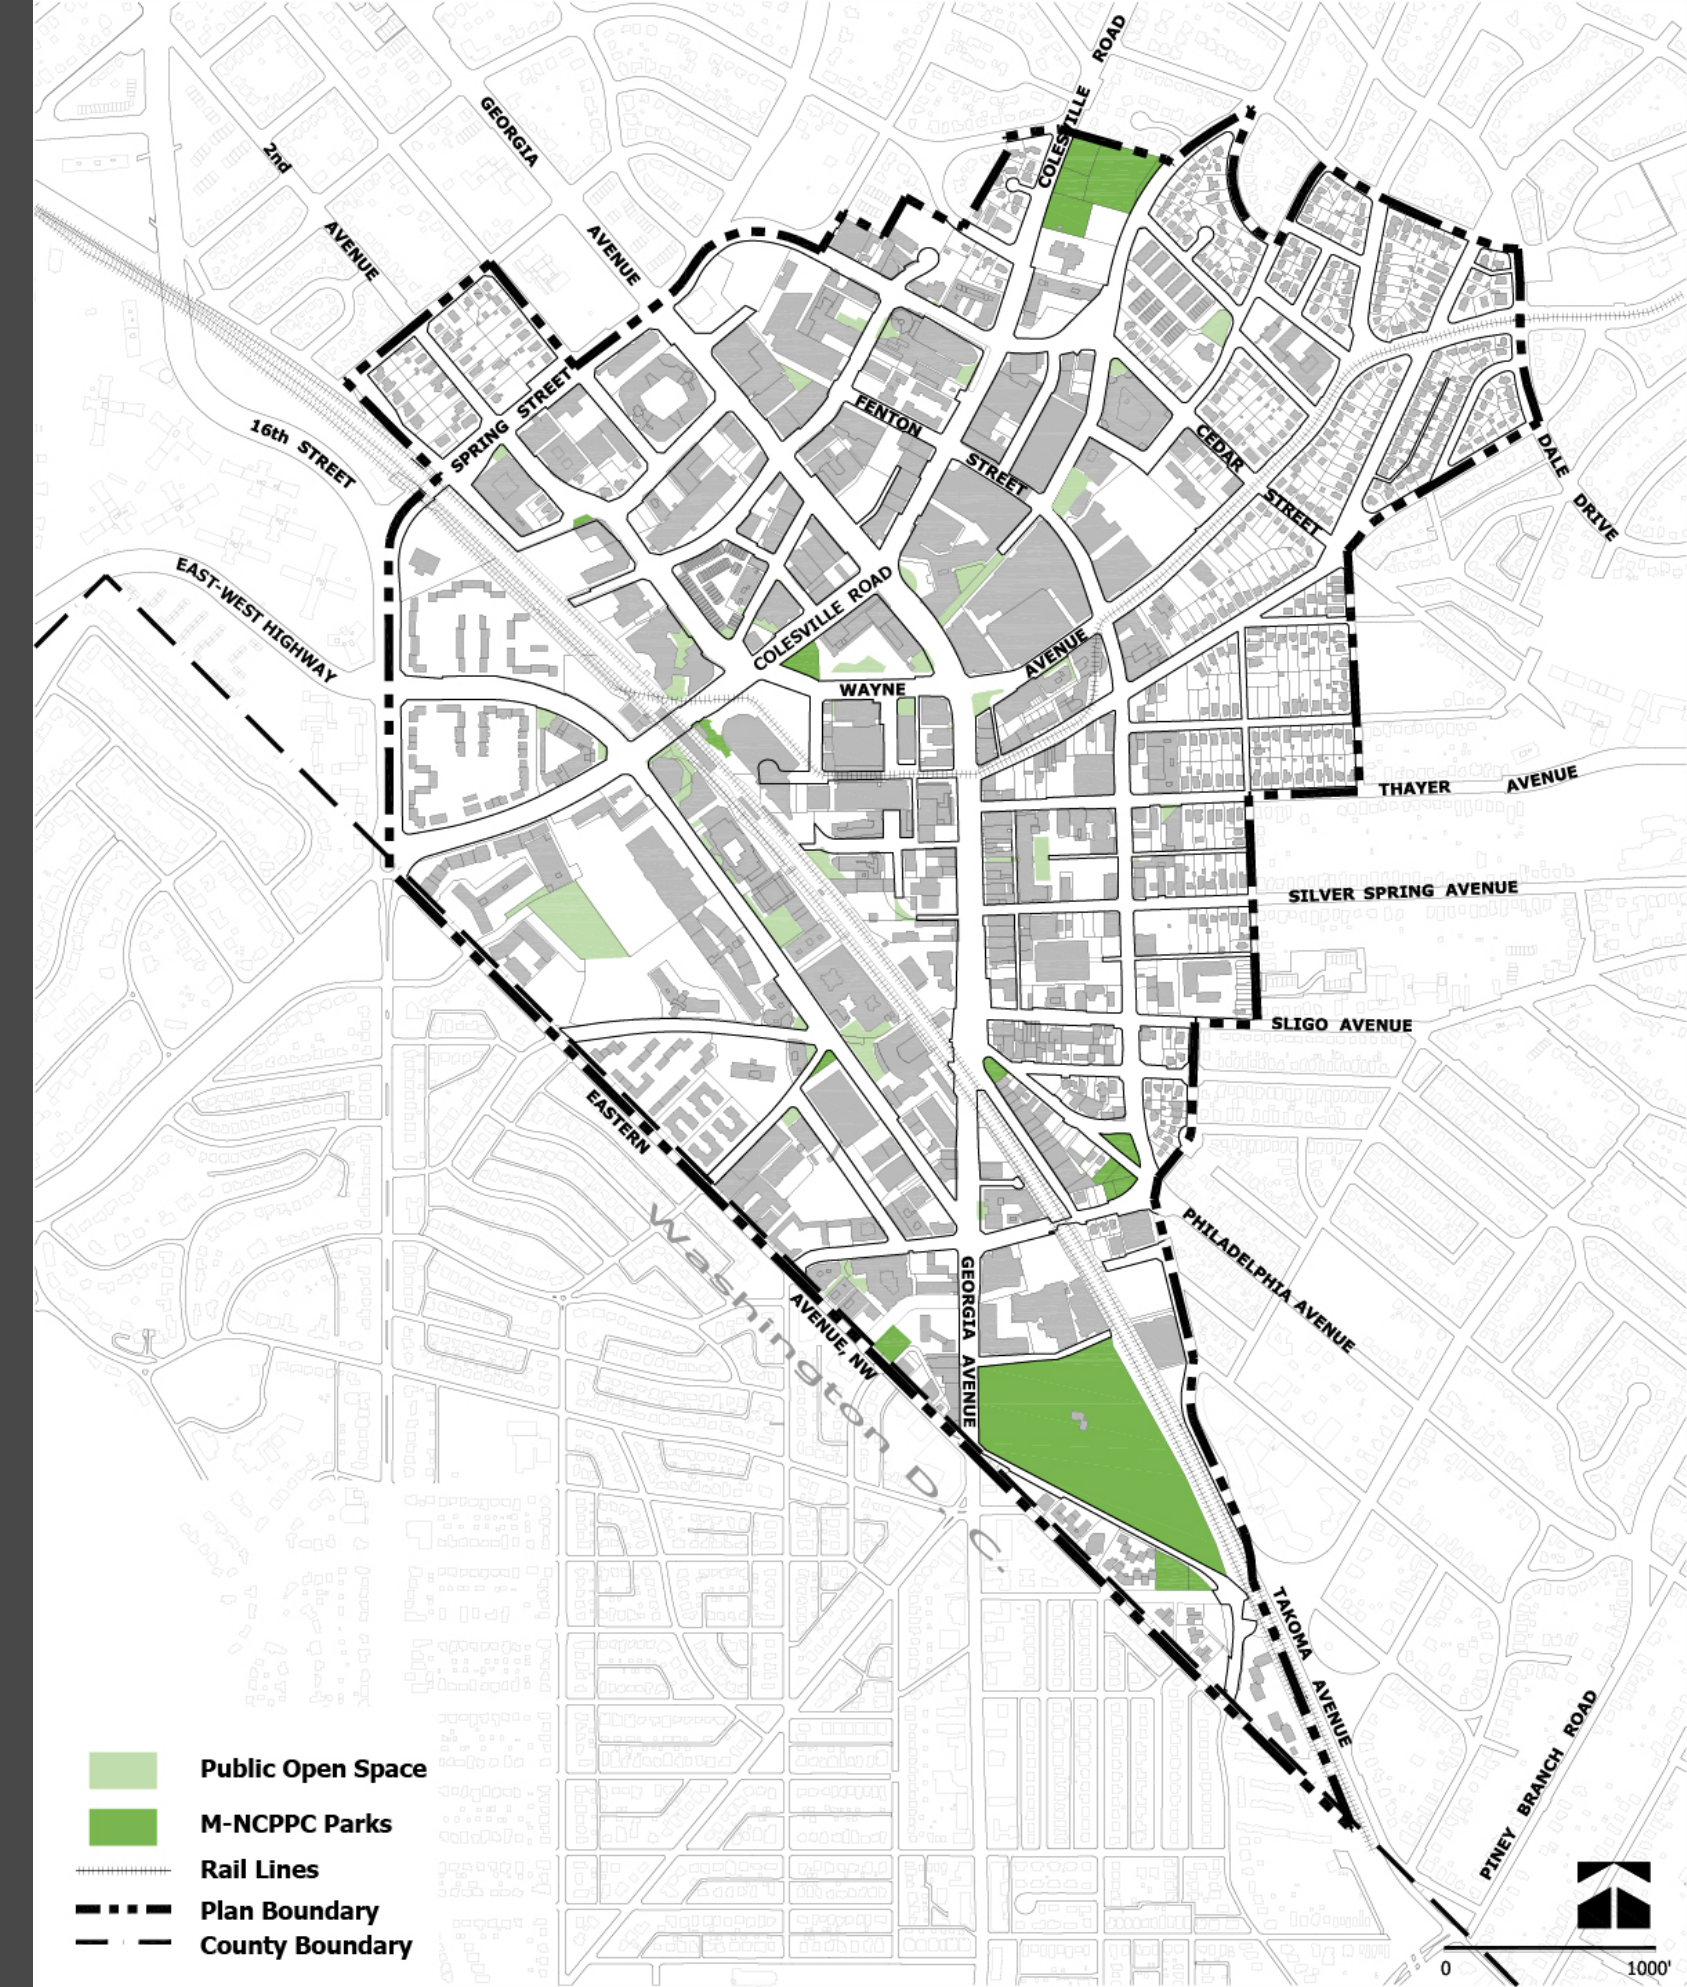 COLESVILLE ROAD
GEORGIA AVENUE
2nd AVENUE
SPRING STREET
16th STREET
FENTON STREET
CEDAR STREET
DALE DRIVE
EAST-WEST HIGHWAY
COLESVILLE ROAD
WAYNE AVENUE
THAYER AVENUE
SILVER SPRING AVENUE
SLIGO AVENUE
EASTERN AVENUE, NW
Washington D.C.
PHILADELPHIA AVENUE
GEORGIA AVENUE
TAKOMA AVENUE
PINEY BRANCH ROAD
Public Open Space
M-NCPPC Parks
Rail Lines
Plan Boundary
County Boundary
0 1000'